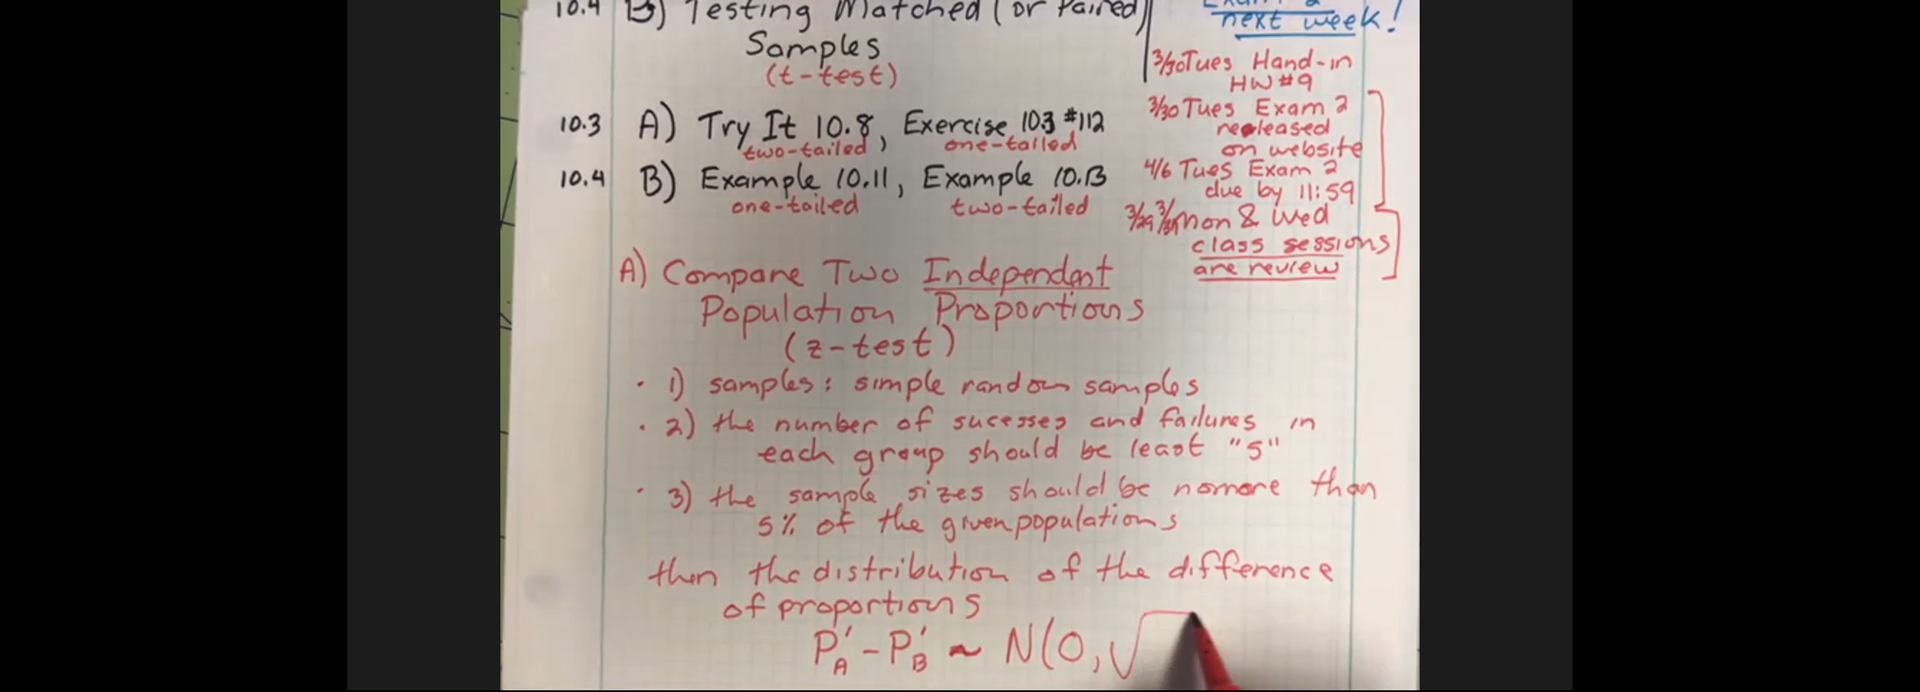 10.4 B) Testing Matched (or Paired)
Samples
(t-test)
10.3 A) Try It 10.8, Exercise 10.3 #112
two-tailed, one-tailed
10.4 B) Example 10.11, Example 10.13
one-tailed two-tailed
next week!
3/30 Tues Hand-in
HW#9
3/30 Tues Exam 2
released
on website
4/6 Tues Exam 2
due by 11:59
Mon & Wed
class sessions
are review
A) Compare Two Independent
Population Proportions
(z-test)
• 1) samples: simple random samples
• 2) the number of sucesses and failures in
each group should be least "5"
• 3) the sample sizes should be nomore than
5% of the given populations
then the distribution of the difference
of proportions
P'A - P'B ~ N(0, √